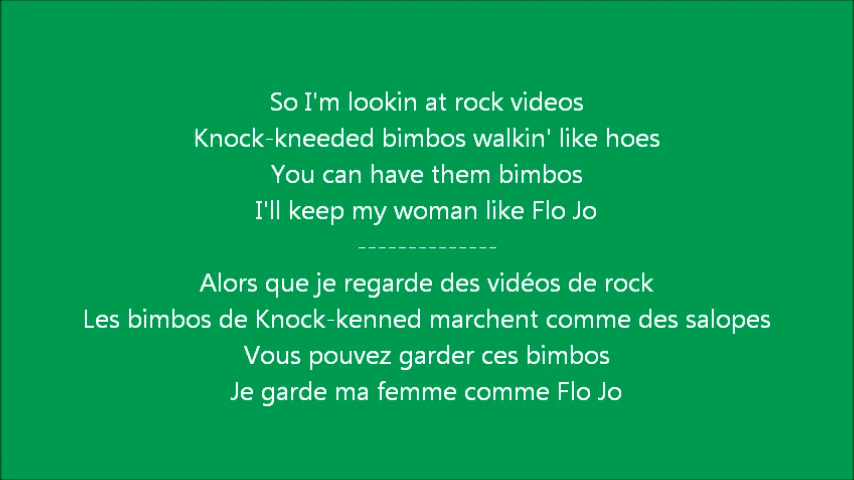 So I'm lookin at rock videos
Knock-kneeded bimbos walkin' like hoes
You can have them bimbos
I'll keep my woman like Flo Jo
--------------
Alors que je regarde des vidéos de rock
Les bimbos de Knock-kenned marchent comme des salopes
Vous pouvez garder ces bimbos
Je garde ma femme comme Flo Jo